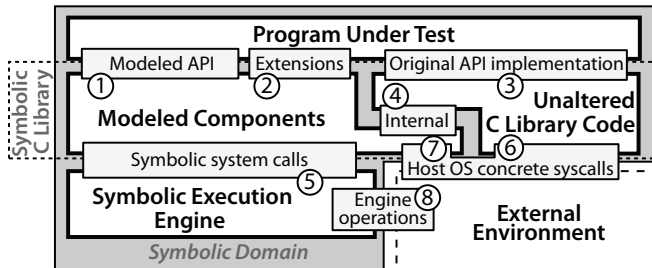 Program Under Test
Modeled API
Extensions
Original API implementation
1
2
3
Symbolic
C Library
4
Modeled Components
Internal
Unaltered
C Library Code
7
6
Symbolic system calls
Host OS concrete syscalls
5
Symbolic Execution
Engine
Engine
operations
8
External
Environment
Symbolic Domain